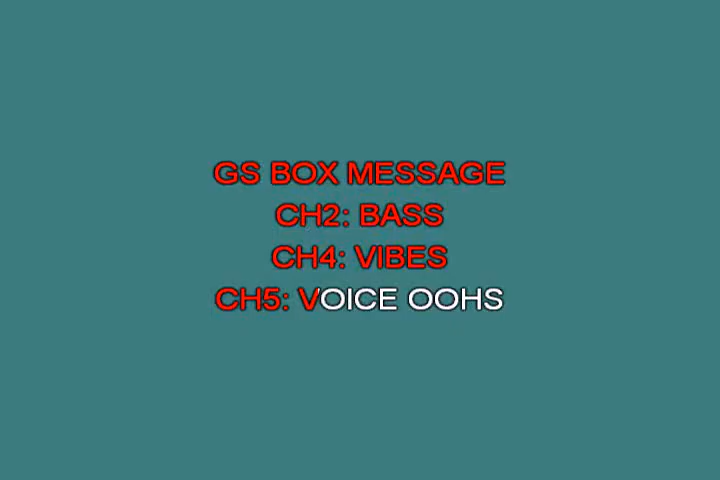 GS BOX MESSAGE
CH2: BASS
CH4: VIBES
CH5: VOICE OOHS